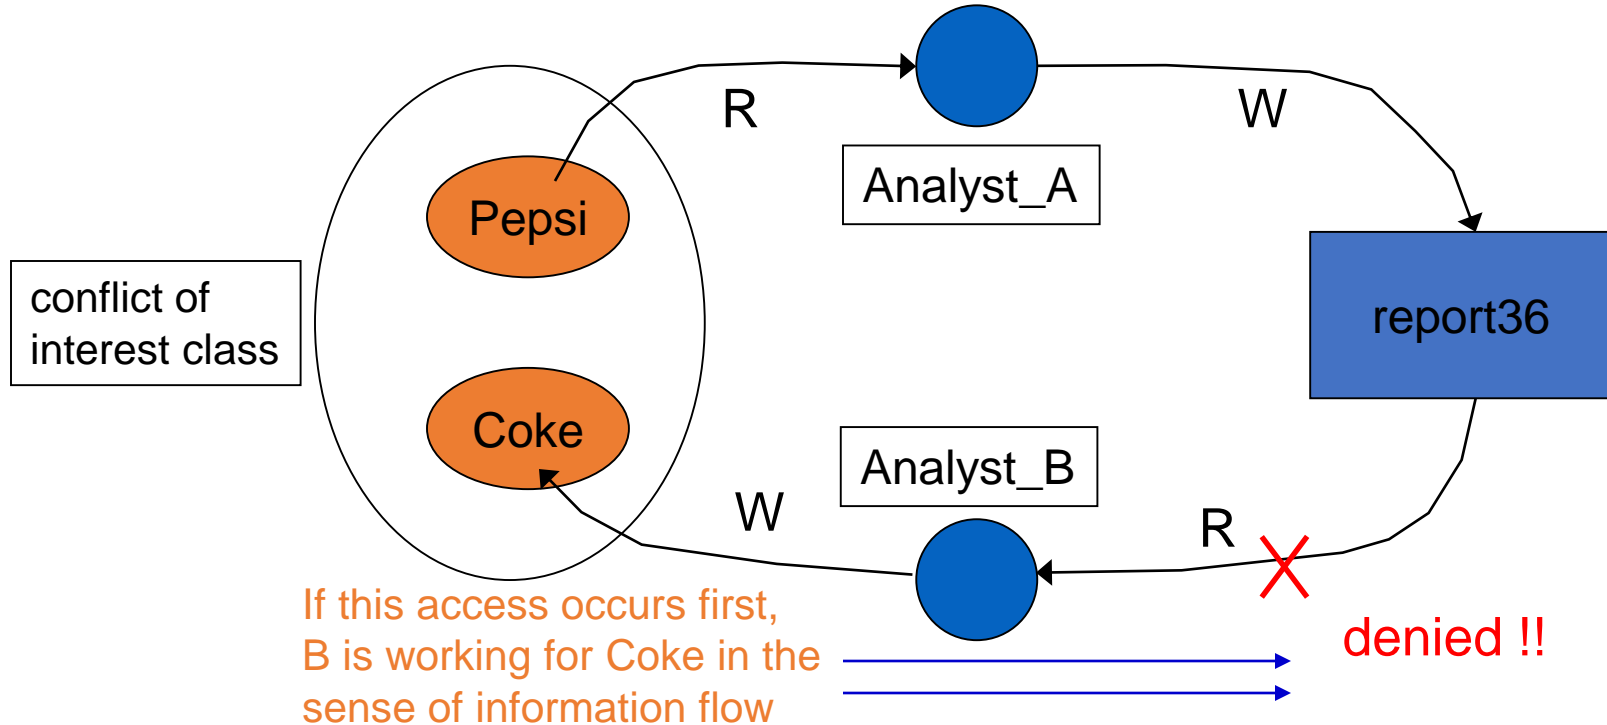 R
W
Analyst_A
Pepsi
conflict of
interest class
report36
Coke
Analyst_B
W
R
If this access occurs first,
B is working for Coke in the
sense of information flow
denied !!